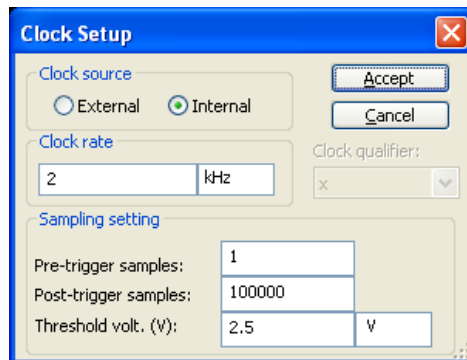 Clock Setup
Clock source
External Internal
Accept
Cancel
Clock rate
2 kHz
Clock qualifier:
x
Sampling setting
Pre-trigger samples: 1
Post-trigger samples: 100000
Threshold volt. (V): 2.5 V